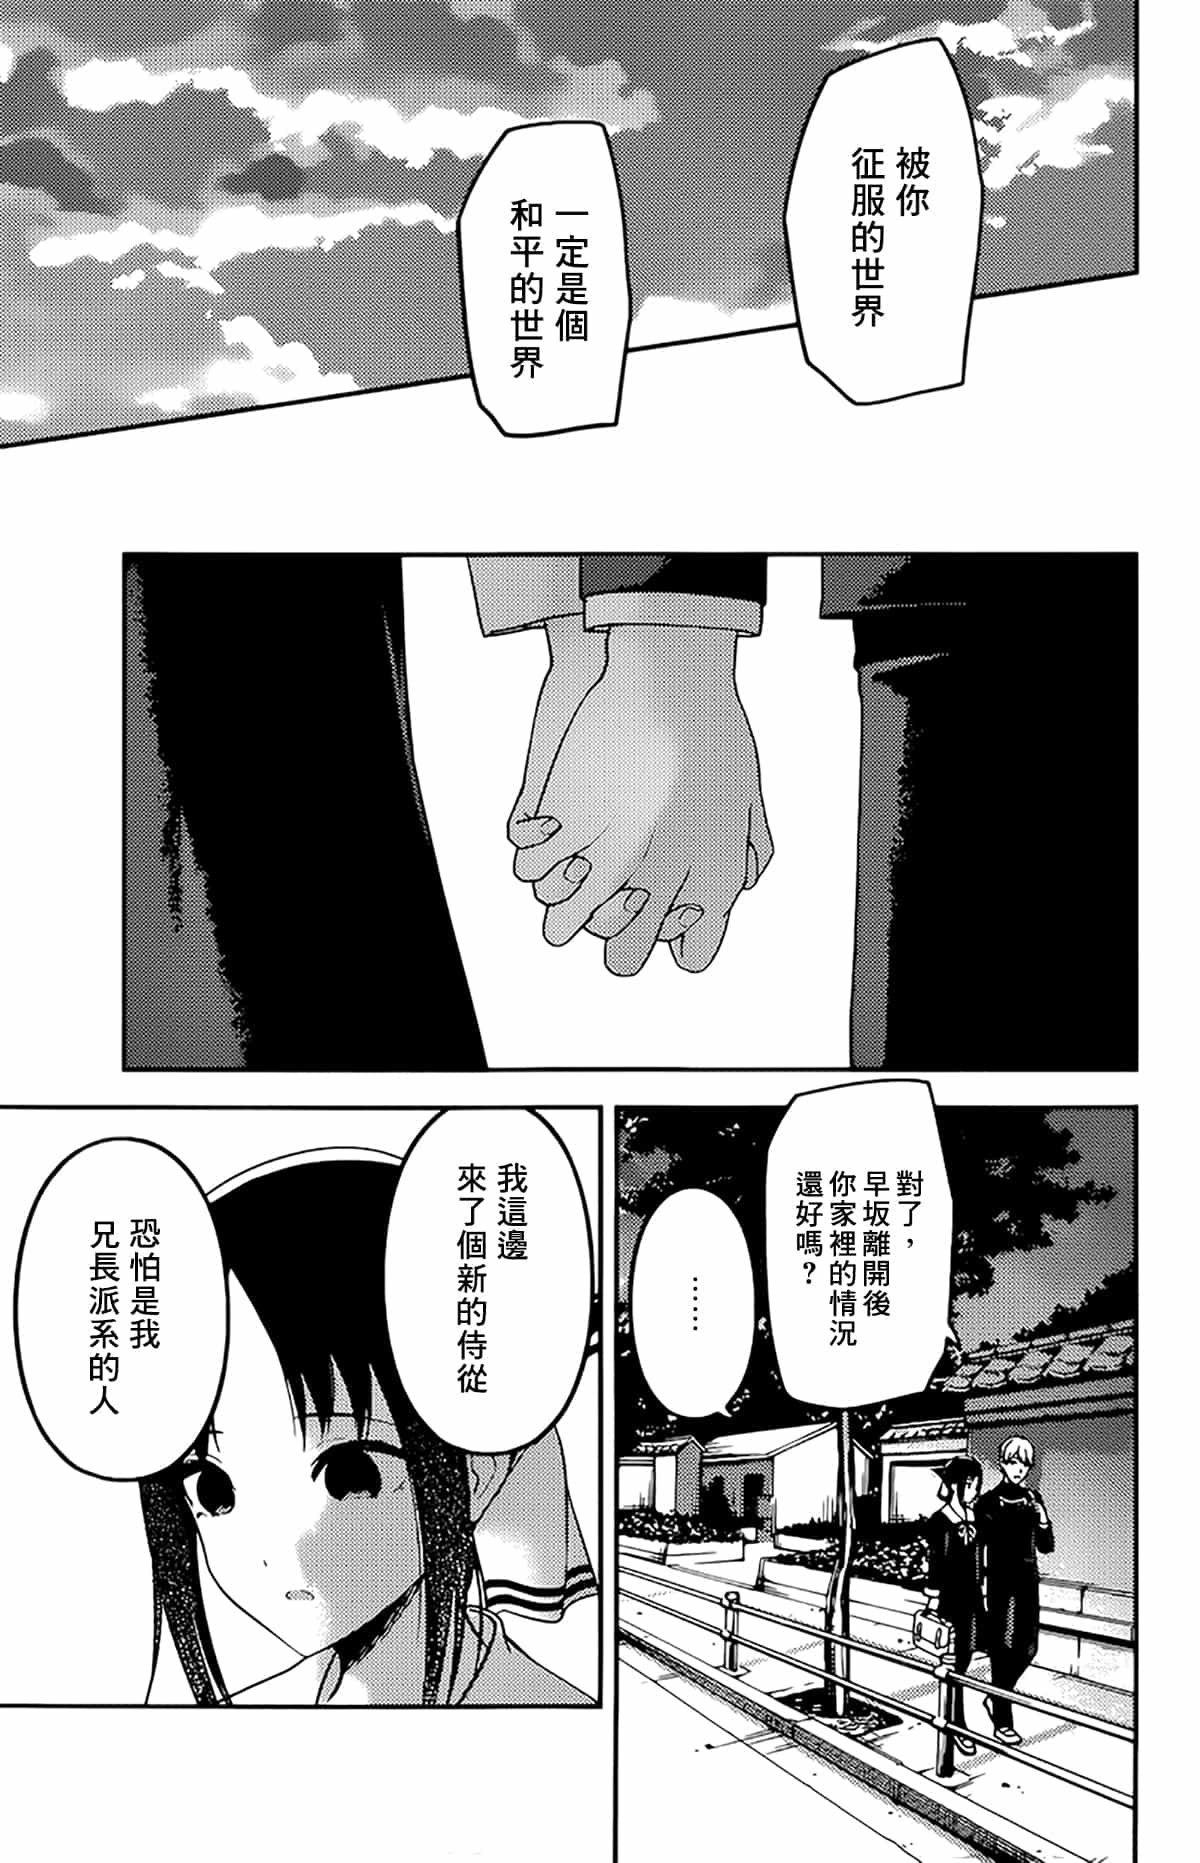 被你
征服的世界
一定是個
和平的世界
對了，
早坂離開後
你家裡的情況
還好嗎？
……
我這邊
來了個新的侍從
恐怕是我
兄長派系的人